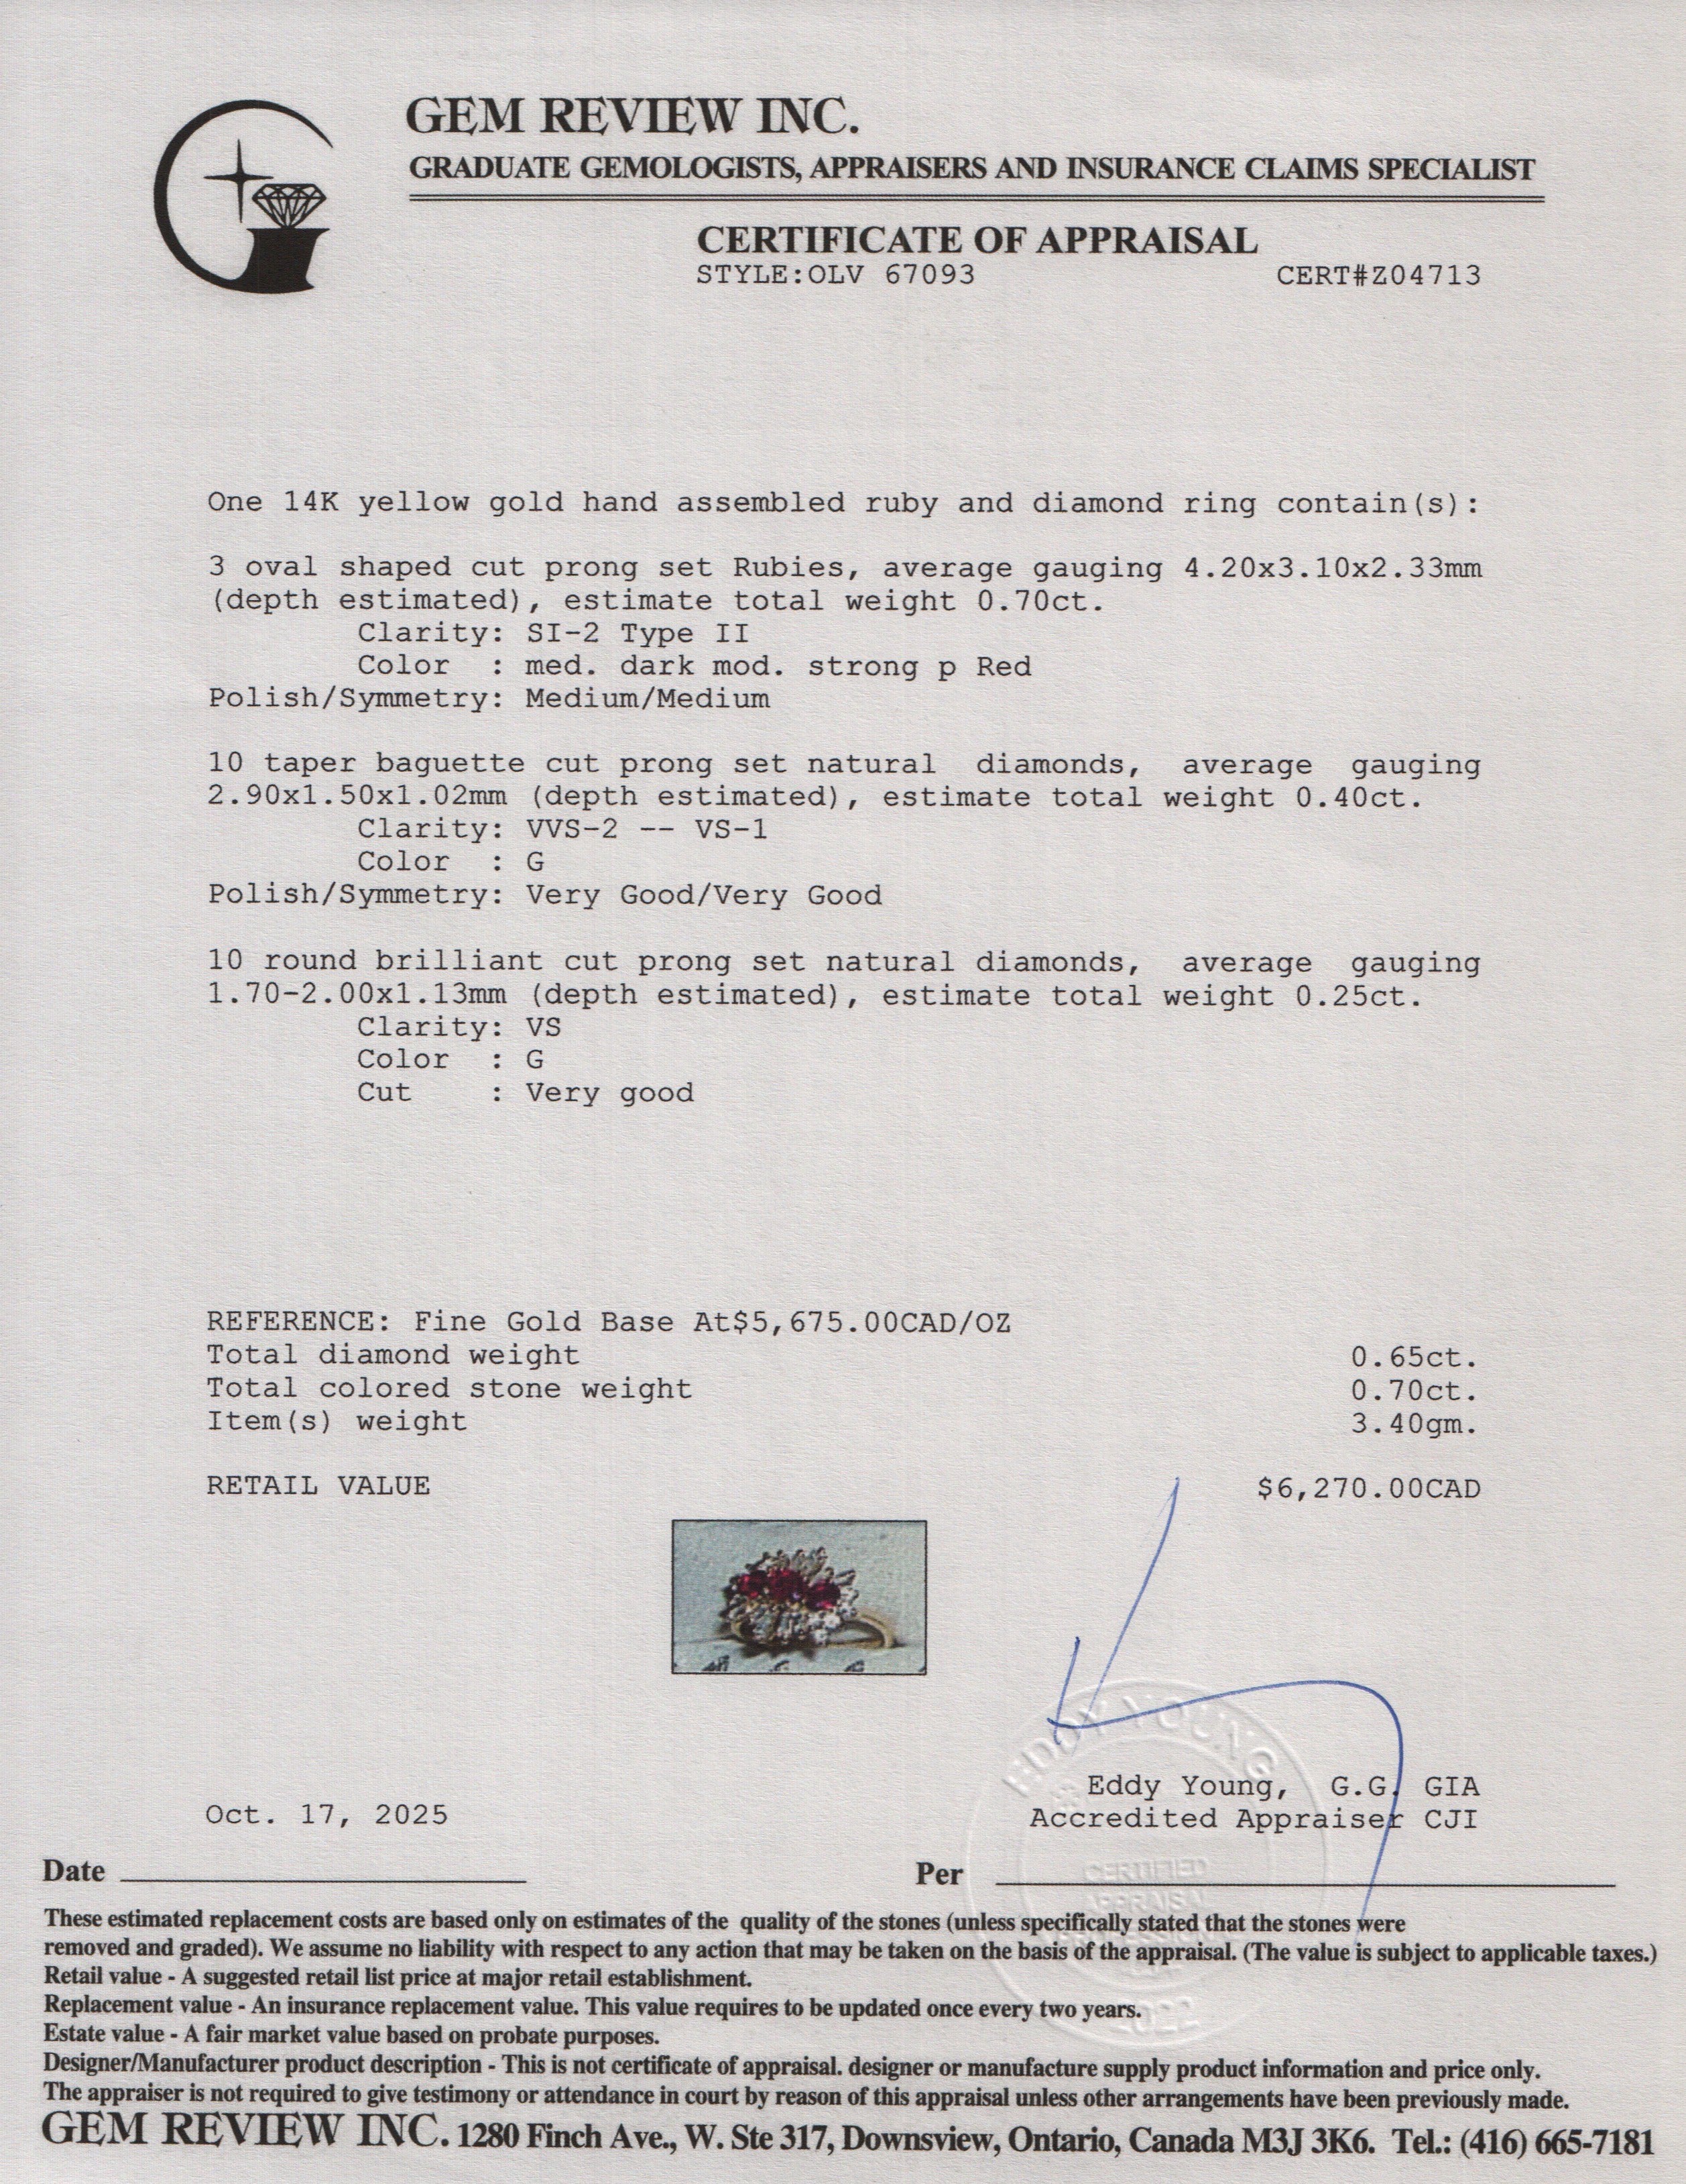 GEM REVIEW INC.
GRADUATE GEMOLOGISTS, APPRAISERS AND INSURANCE CLAIMS SPECIALIST
CERTIFICATE OF APPRAISAL
STYLE:OLV 67093 CERT#Z04713
One 14K yellow gold hand assembled ruby and diamond ring contain(s):
3 oval shaped cut prong set Rubies, average gauging 4.20x3.10x2.33mm
(depth estimated), estimate total weight 0.70ct.
Clarity: SI-2 Type II
Color : med. dark mod. strong p Red
Polish/Symmetry: Medium/Medium
10 taper baguette cut prong set natural diamonds, average gauging
2.90x1.50x1.02mm (depth estimated), estimate total weight 0.40ct.
Clarity: VVS-2 -- VS-1
Color : G
Polish/Symmetry: Very Good/Very Good
10 round brilliant cut prong set natural diamonds, average gauging
1.70-2.00x1.13mm (depth estimated), estimate total weight 0.25ct.
Clarity: VS
Color : G
Cut : Very good
REFERENCE: Fine Gold Base At$5,675.00CAD/OZ
Total diamond weight 0.65ct.
Total colored stone weight 0.70ct.
Item(s) weight 3.40gm.
RETAIL VALUE $6,270.00CAD
EDDY YOUNG
Eddy Young, G.G. GIA
Oct. 17, 2025 Accredited Appraiser CJI
CERTIFIED
Date Per
These estimated replacement costs are based only on estimates of the quality of the stones (unless specifically stated that the stones were
removed and graded). We assume no liability with respect to any action that may be taken on the basis of the appraisal. (The value is subject to applicable taxes.)
Retail value - A suggested retail list price at major retail establishment.
Replacement value - An insurance replacement value. This value requires to be updated once every two years.
Estate value - A fair market value based on probate purposes.
Designer/Manufacturer product description - This is not certificate of appraisal. designer or manufacture supply product information and price only.
The appraiser is not required to give testimony or attendance in court by reason of this appraisal unless other arrangements have been previously made.
GEM REVIEW INC. 1280 Finch Ave., W. Ste 317, Downsview, Ontario, Canada M3J 3K6. Tel.: (416) 665-7181